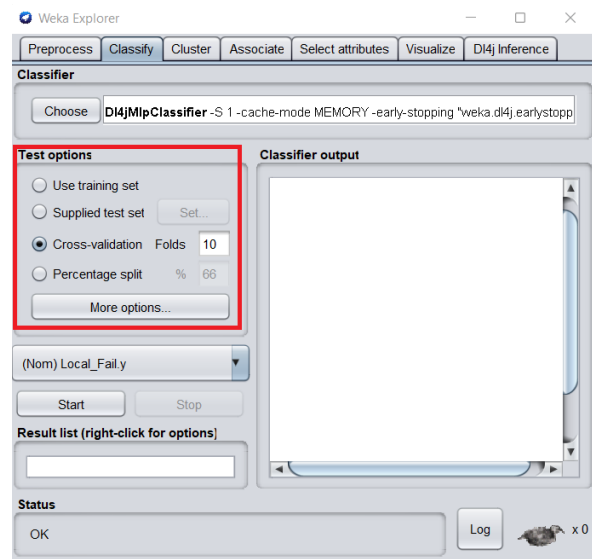 Weka Explorer
Preprocess Classify Cluster Associate Select attributes Visualize Dl4j Inference
Classifier
Choose Dl4jMlpClassifier -S 1 -cache-mode MEMORY -early-stopping "weka.dl4j.earlystopp
Test options
Use training set
Supplied test set Set...
Cross-validation Folds 10
Percentage split % 66
More options...
(Nom) Local_Fail.y
Start Stop
Result list (right-click for options)
Classifier output
Status
OK
Log
x 0